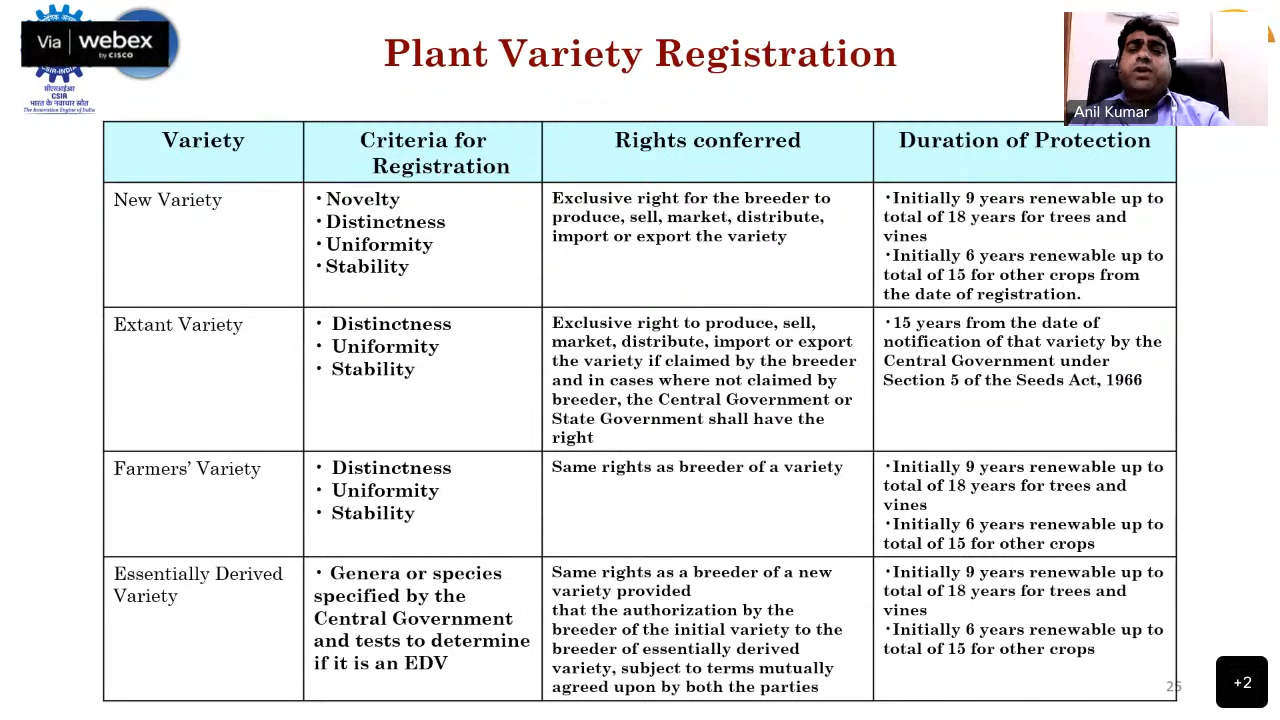 Via | webex
by CISCO
CSIR-INDIA
सीएसआईआर
CSIR
भारत के नवाचार स्रोत
The Innovation Engine of India
Plant Variety Registration
Anil Kumar
Variety
Criteria for
Registration
Rights conferred
Duration of Protection
New Variety
•Novelty
•Distinctness
•Uniformity
•Stability
Exclusive right for the breeder to
produce, sell, market, distribute,
import or export the variety
•Initially 9 years renewable up to
total of 18 years for trees and
vines
•Initially 6 years renewable up to
total of 15 for other crops from
the date of registration.
Extant Variety
• Distinctness
• Uniformity
• Stability
Exclusive right to produce, sell,
market, distribute, import or export
the variety if claimed by the breeder
and in cases where not claimed by
breeder, the Central Government or
State Government shall have the
right
•15 years from the date of
notification of that variety by the
Central Government under
Section 5 of the Seeds Act, 1966
Farmers’ Variety
• Distinctness
• Uniformity
• Stability
Same rights as breeder of a variety
•Initially 9 years renewable up to
total of 18 years for trees and
vines
•Initially 6 years renewable up to
total of 15 for other crops
Essentially Derived
Variety
• Genera or species
specified by the
Central Government
and tests to determine
if it is an EDV
Same rights as a breeder of a new
variety provided
that the authorization by the
breeder of the initial variety to the
breeder of essentially derived
variety, subject to terms mutually
agreed upon by both the parties
•Initially 9 years renewable up to
total of 18 years for trees and
vines
•Initially 6 years renewable up to
total of 15 for other crops
25
+2